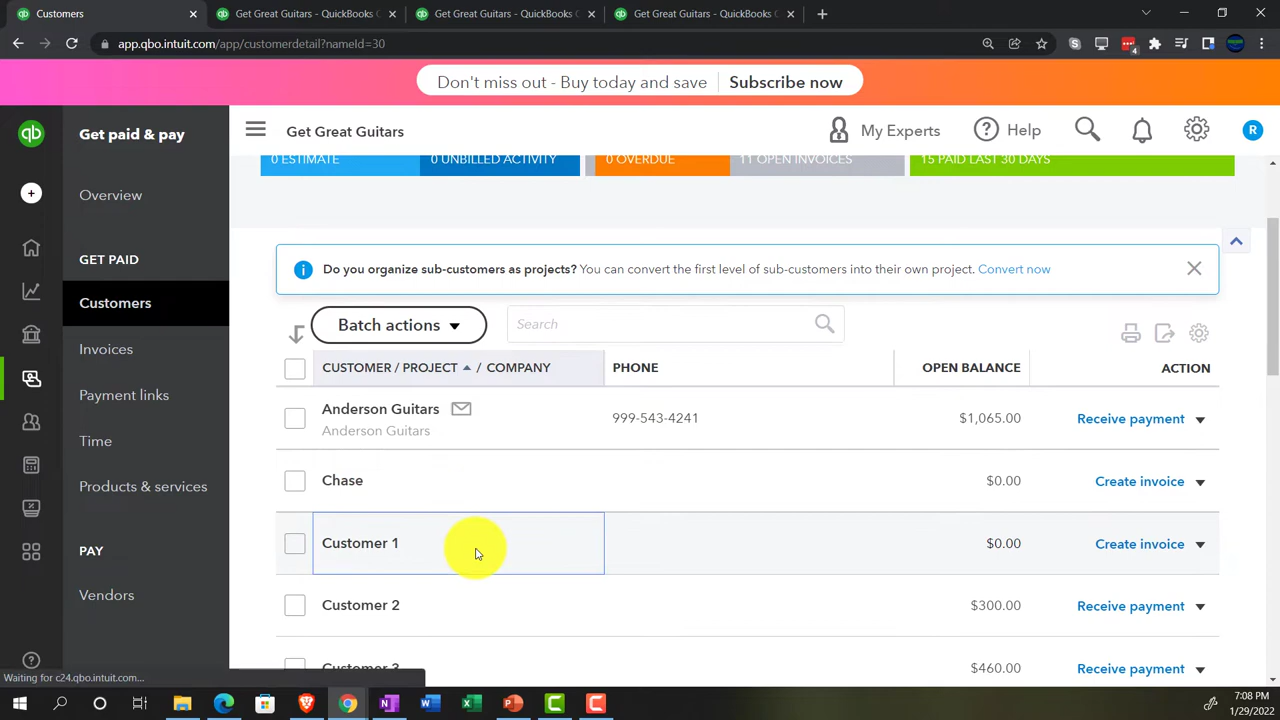 Customers
Get Great Guitars - QuickBooks C
Get Great Guitars - QuickBooks C
Get Great Guitars - QuickBooks C
app.qbo.intuit.com/app/customerdetail?nameId=30
4
Don't miss out - Buy today and save
Subscribe now
qb
Get paid & pay
Get Great Guitars
My Experts
Help
R
0 ESTIMATE
0 UNBILLED ACTIVITY
0 OVERDUE
11 OPEN INVOICES
15 PAID LAST 30 DAYS
Overview
GET PAID
Customers
Invoices
Payment links
Time
Products & services
PAY
Vendors
Do you organize sub-customers as projects? You can convert the first level of sub-customers into their own project. Convert now
Batch actions
Search
CUSTOMER / PROJECT / COMPANY
PHONE
OPEN BALANCE
ACTION
Anderson Guitars
Anderson Guitars
999-543-4241
$1,065.00
Receive payment
Chase
$0.00
Create invoice
Customer 1
$0.00
Create invoice
Customer 2
$300.00
Receive payment
Customer 3
$460.00
Receive payment
Waiting for c24.qbo.intuit.com...
7:08 PM
1/29/2022